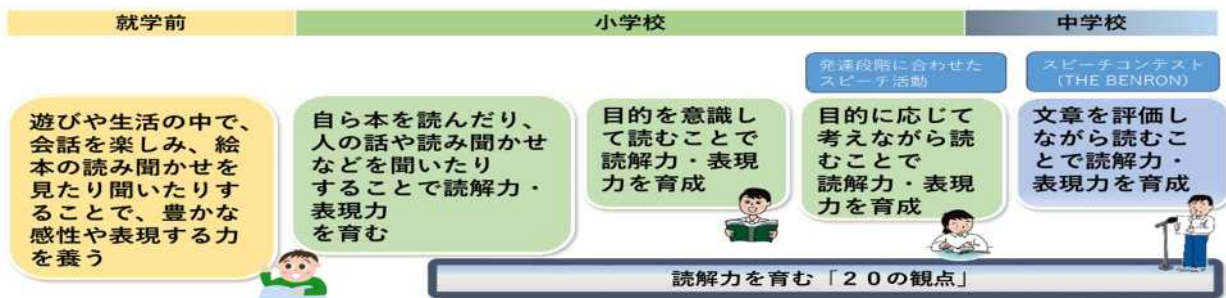 就学前
小学校
中学校
発達段階に合わせた
スピーチ活動
スピーチコンテスト
(THE BENRON)
遊びや生活の中で、
会話を楽しみ、絵
本の読み聞かせを
見たり聞いたりす
ることで、豊かな
感性や表現する力
を養う
自ら本を読んだり、
人の話や読み聞かせ
などを聞いたり
することで読解力・
表現力
を育む
目的を意識し
て読むことで
読解力・表現
力を育成
目的に応じて
考えながら読
むことで
読解力・表現
力を育成
文章を評価し
ながら読むこ
とで読解力・
表現力を育成
読解力を育む「２０の観点」